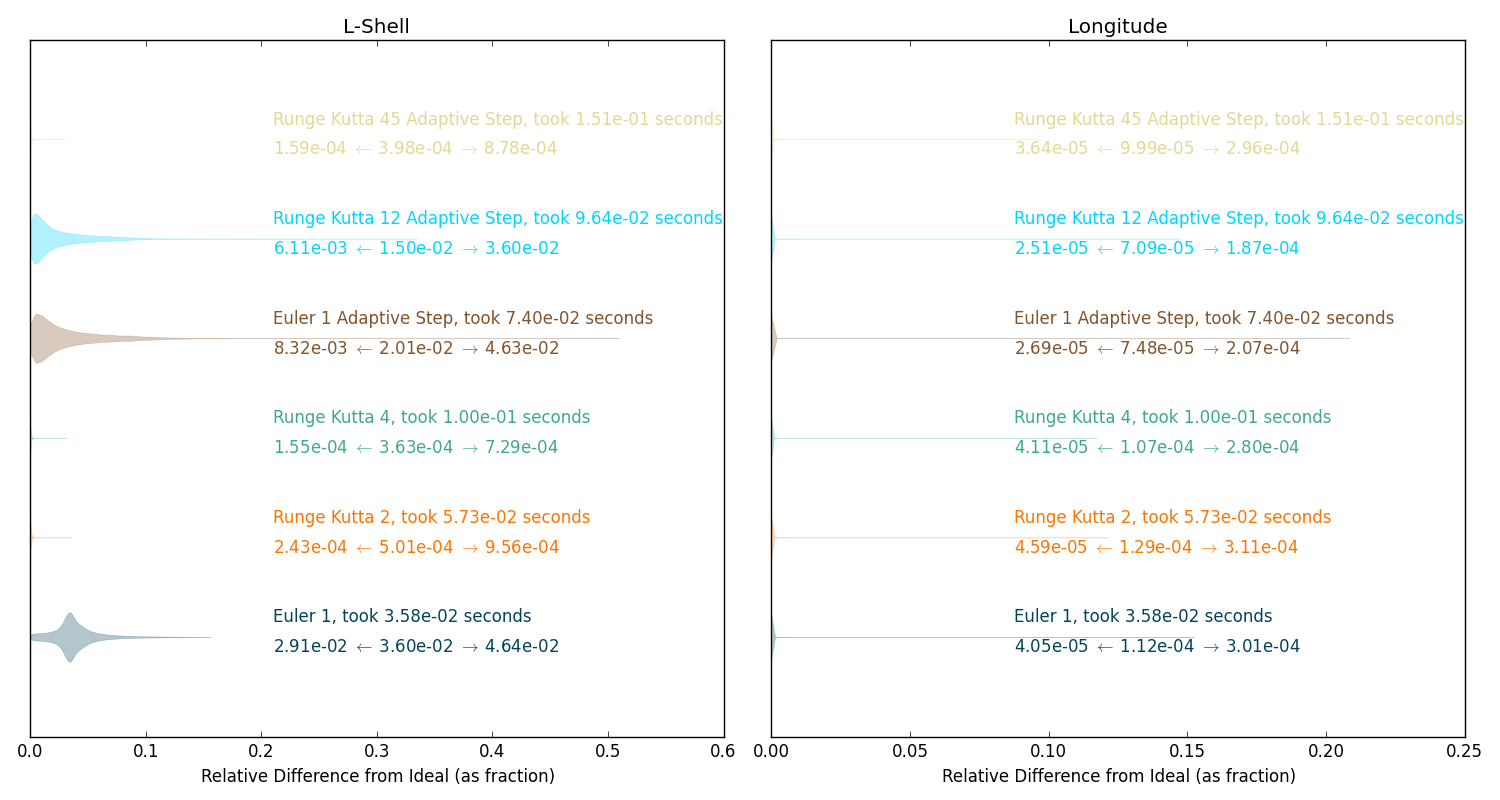 L-Shell
Runge Kutta 45 Adaptive Step, took 1.51e-01 seconds
1.59e-04 ← 3.98e-04 → 8.78e-04
Runge Kutta 12 Adaptive Step, took 9.64e-02 seconds
6.11e-03 ← 1.50e-02 → 3.60e-02
Euler 1 Adaptive Step, took 7.40e-02 seconds
8.32e-03 ← 2.01e-02 → 4.63e-02
Runge Kutta 4, took 1.00e-01 seconds
1.55e-04 ← 3.63e-04 → 7.29e-04
Runge Kutta 2, took 5.73e-02 seconds
2.43e-04 ← 5.01e-04 → 9.56e-04
Euler 1, took 3.58e-02 seconds
2.91e-02 ← 3.60e-02 → 4.64e-02
0.0 0.1 0.2 0.3 0.4 0.5 0.6
Relative Difference from Ideal (as fraction)
Longitude
Runge Kutta 45 Adaptive Step, took 1.51e-01 seconds
3.64e-05 ← 9.99e-05 → 2.96e-04
Runge Kutta 12 Adaptive Step, took 9.64e-02 seconds
2.51e-05 ← 7.09e-05 → 1.87e-04
Euler 1 Adaptive Step, took 7.40e-02 seconds
2.69e-05 ← 7.48e-05 → 2.07e-04
Runge Kutta 4, took 1.00e-01 seconds
4.11e-05 ← 1.07e-04 → 2.80e-04
Runge Kutta 2, took 5.73e-02 seconds
4.59e-05 ← 1.29e-04 → 3.11e-04
Euler 1, took 3.58e-02 seconds
4.05e-05 ← 1.12e-04 → 3.01e-04
0.00 0.05 0.10 0.15 0.20 0.25
Relative Difference from Ideal (as fraction)